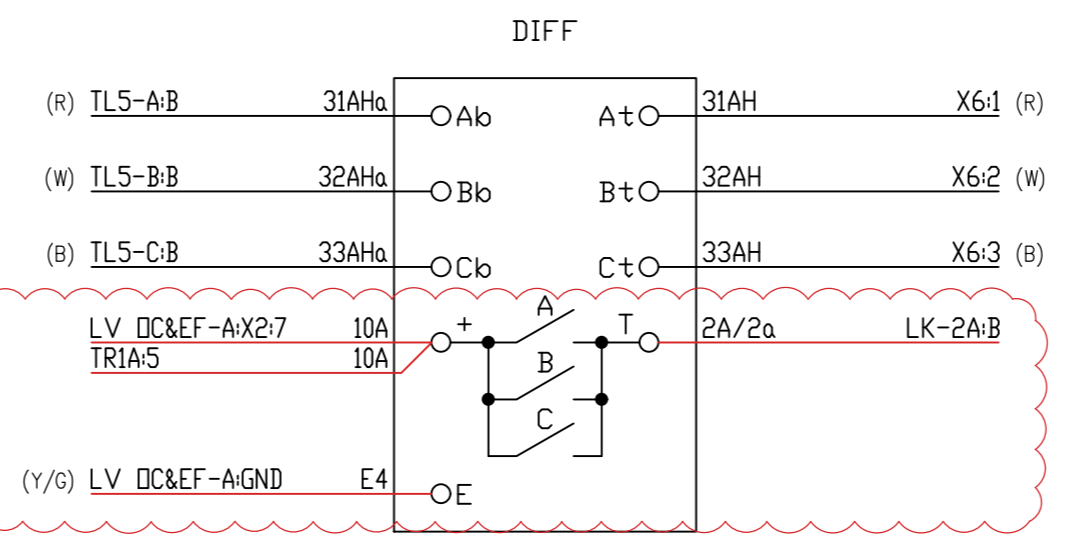 DIFF
(R) TL5-A:B 31AHa Ab At 31AH X6:1 (R)
(W) TL5-B:B 32AHa Bb Bt 32AH X6:2 (W)
(B) TL5-C:B 33AHa Cb Ct 33AH X6:3 (B)
LV OC&EF-A:X2:7 10A + A T 2A/2a LK-2A:B
TR1A:5 10A B
C
(Y/G) LV OC&EF-A:GND E4 E